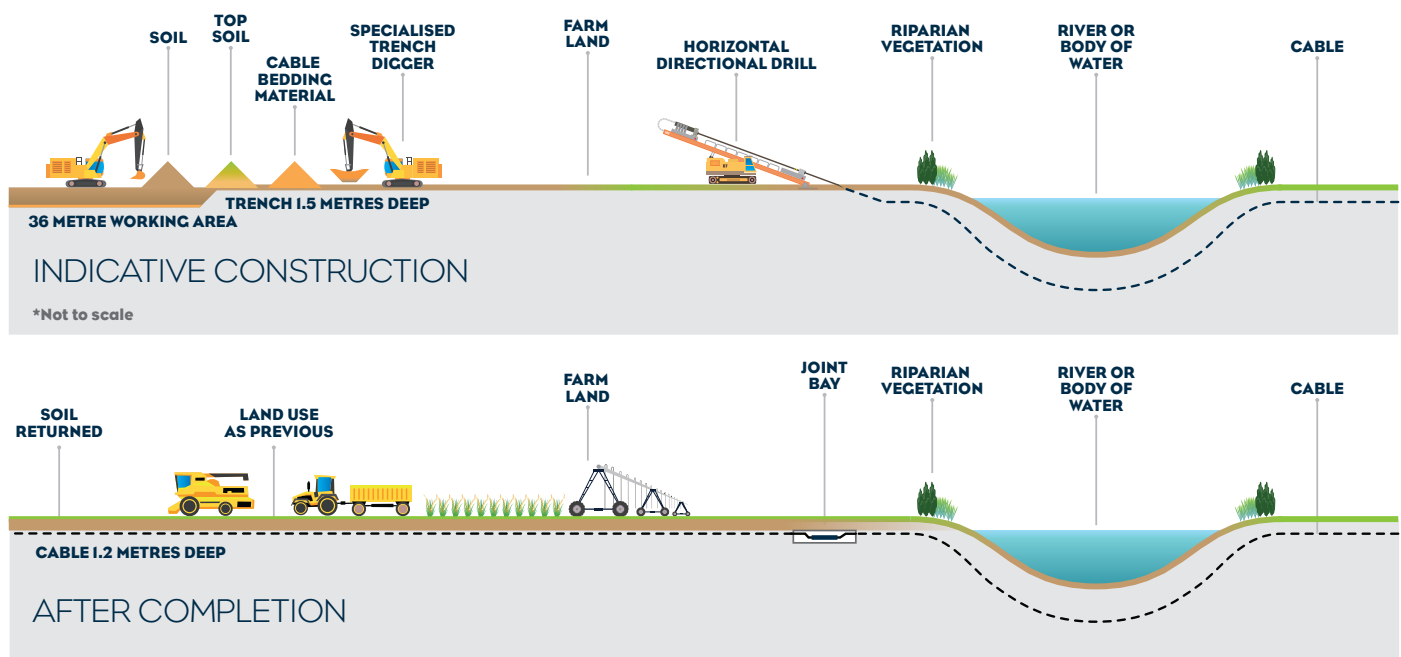 SOIL
TOP
SOIL
CABLE
BEDDING
MATERIAL
SPECIALISED
TRENCH
DIGGER
FARM
LAND
HORIZONTAL
DIRECTIONAL DRILL
RIPARIAN
VEGETATION
RIVER OR
BODY OF
WATER
CABLE
TRENCH 1.5 METRES DEEP
36 METRE WORKING AREA
INDICATIVE CONSTRUCTION
*Not to scale
SOIL
RETURNED
LAND USE
AS PREVIOUS
FARM
LAND
JOINT
BAY
RIPARIAN
VEGETATION
RIVER OR
BODY OF
WATER
CABLE
CABLE 1.2 METRES DEEP
AFTER COMPLETION